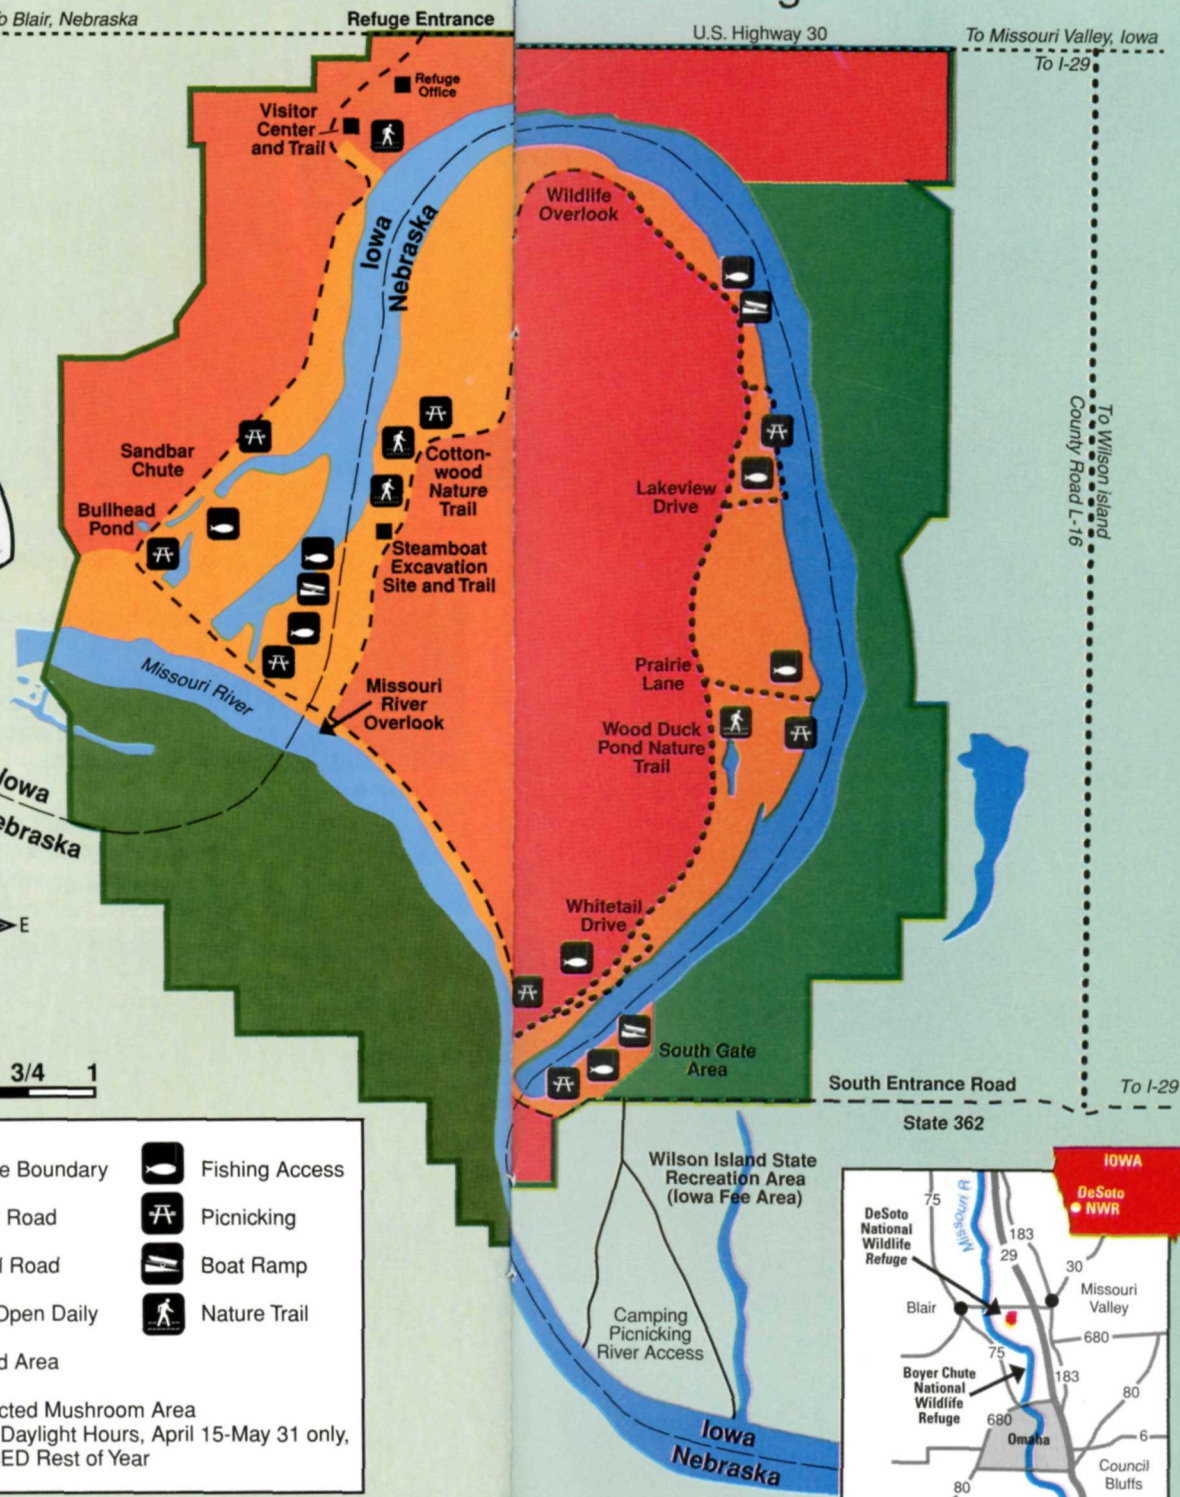 o Blair, Nebraska
Refuge Entrance
U.S. Highway 30
To Missouri Valley, Iowa
To I-29
Refuge
Office
Visitor
Center
and Trail
Iowa
Nebraska
Wildlife
Overlook
Sandbar
Chute
Bullhead
Pond
Cotton-
wood
Nature
Trail
Steamboat
Excavation
Site and Trail
Lakeview
Drive
To Wilson island
County Road L-16
Missouri River
Missouri
River
Overlook
Prairie
Lane
Wood Duck
Pond Nature
Trail
Iowa
ebraska
E
Whitetail
Drive
South Gate
Area
South Entrance Road
To I-29
State 362
3/4 1
e Boundary
Road
Road
Open Daily
d Area
cted Mushroom Area
Daylight Hours, April 15-May 31 only,
ED Rest of Year
Fishing Access
Picnicking
Boat Ramp
Nature Trail
Wilson Island State
Recreation Area
(Iowa Fee Area)
Camping
Picnicking
River Access
Iowa
Nebraska
IOWA
DeSoto
NWR
75
Missouri R
DeSoto
National
Wildlife
Refuge
183
29
30
Missouri
Valley
Blair
75
680
183
Boyer Chute
National
Wildlife
Refuge
80
680
Omaha
6
Council
Bluffs
80